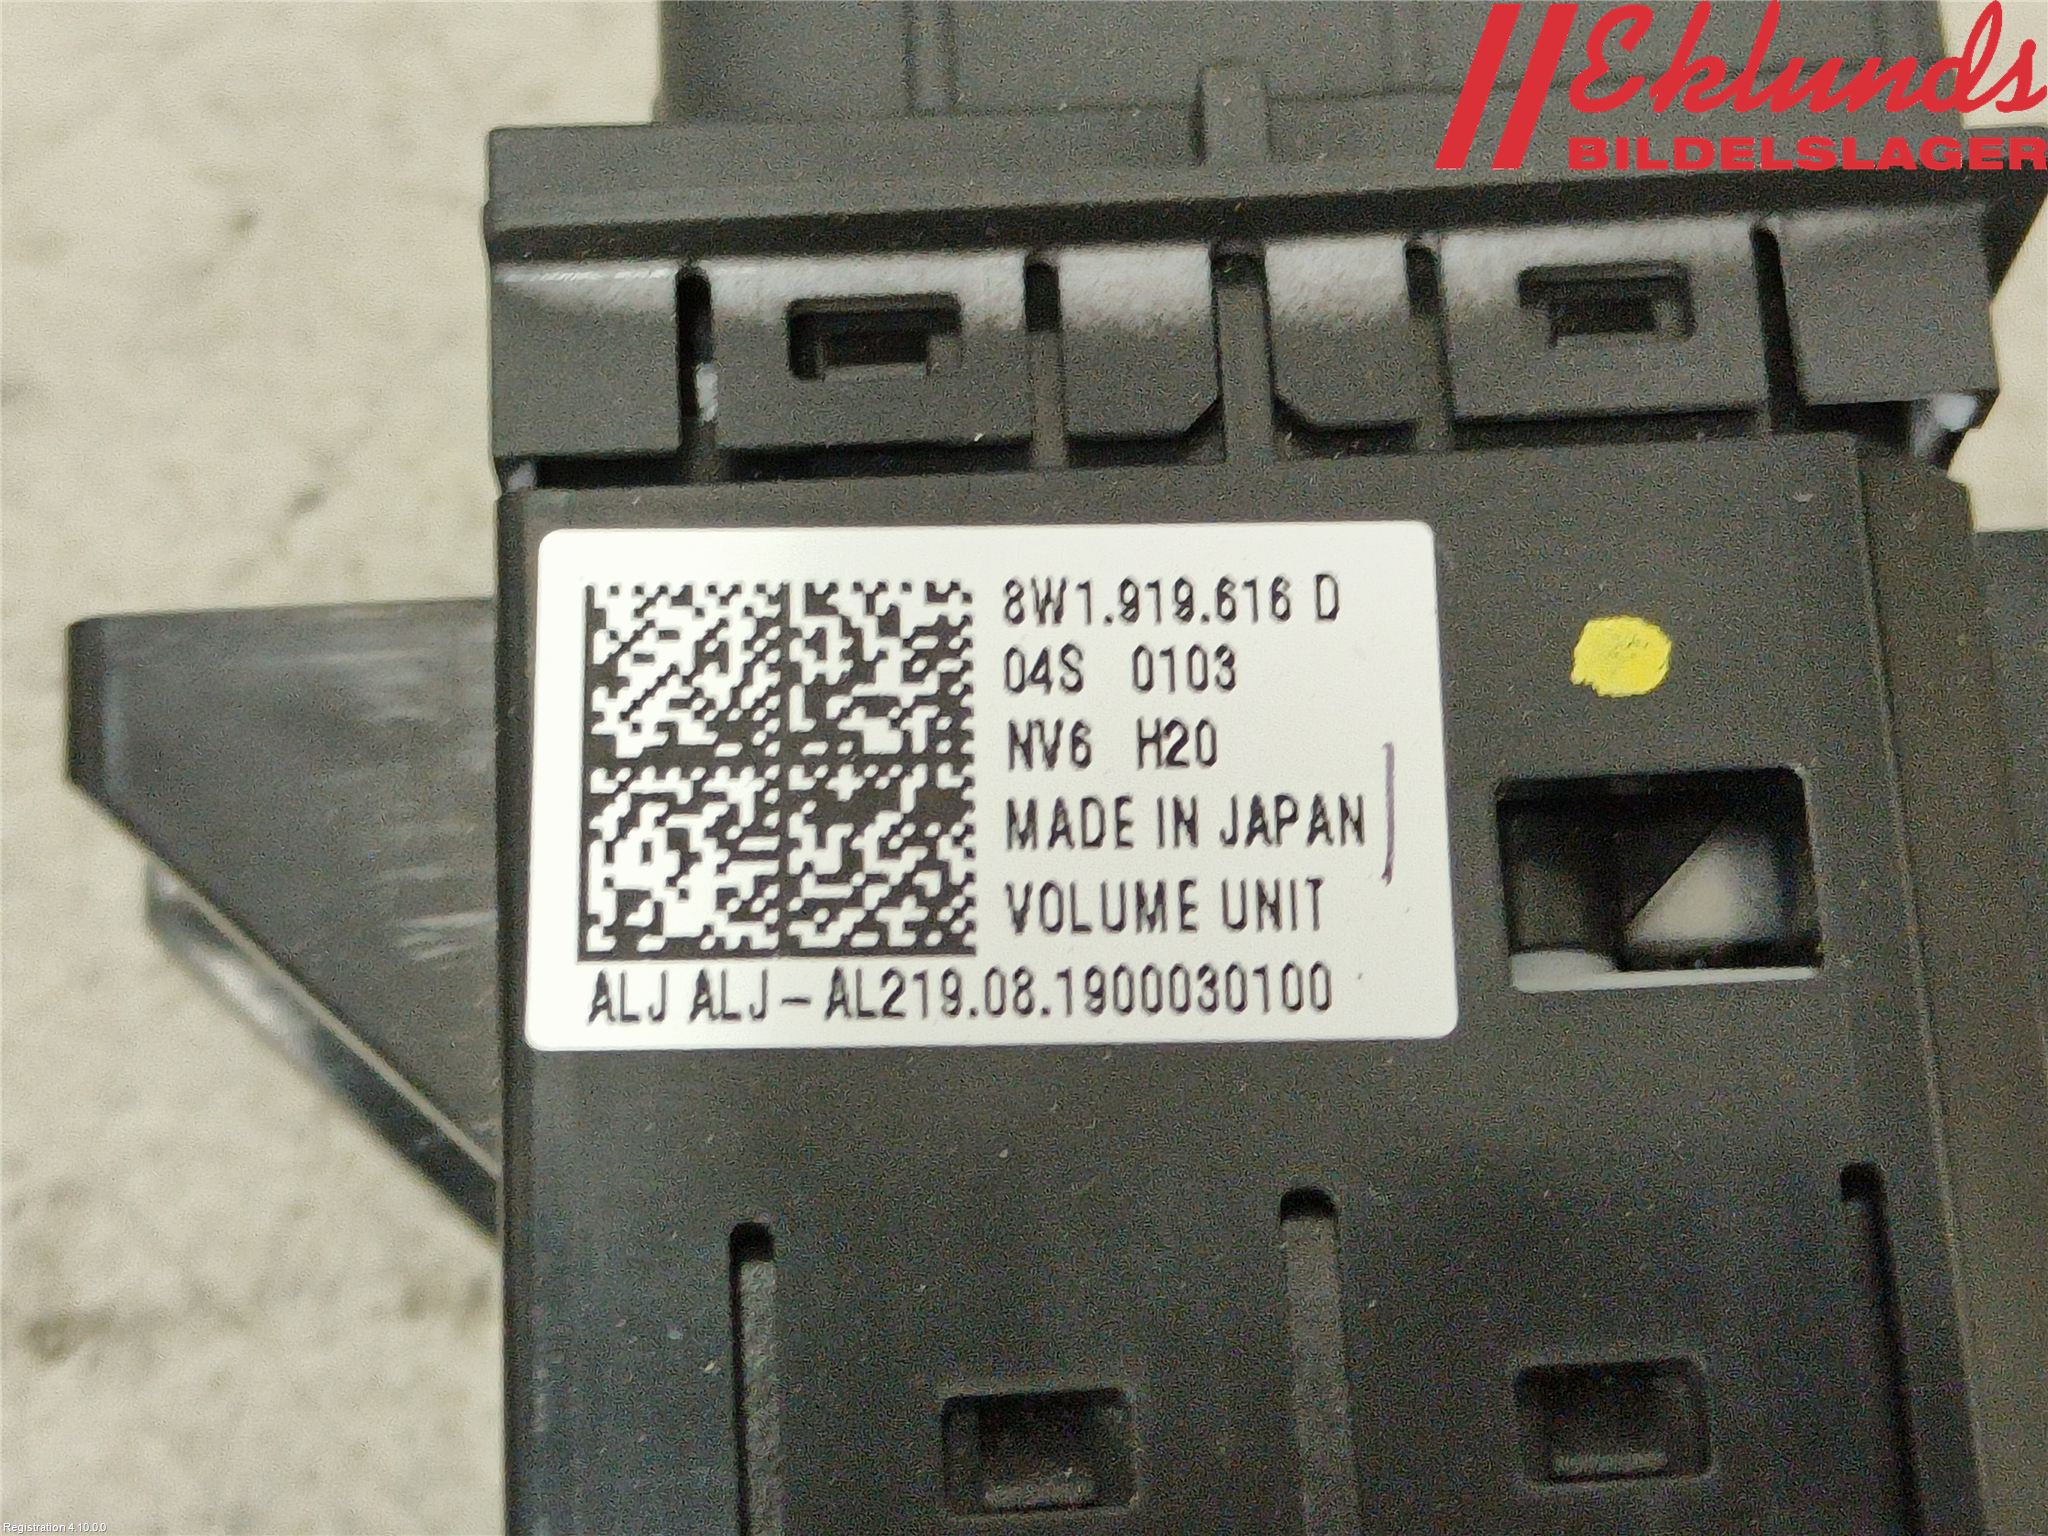 Eklunds
BILDELSLAGER
8W1.919.616 D
04S 0103
NV6 H20
MADE IN JAPAN
VOLUME UNIT
ALJ ALJ-AL219.08.1900030100
Registration 4.10.0.0